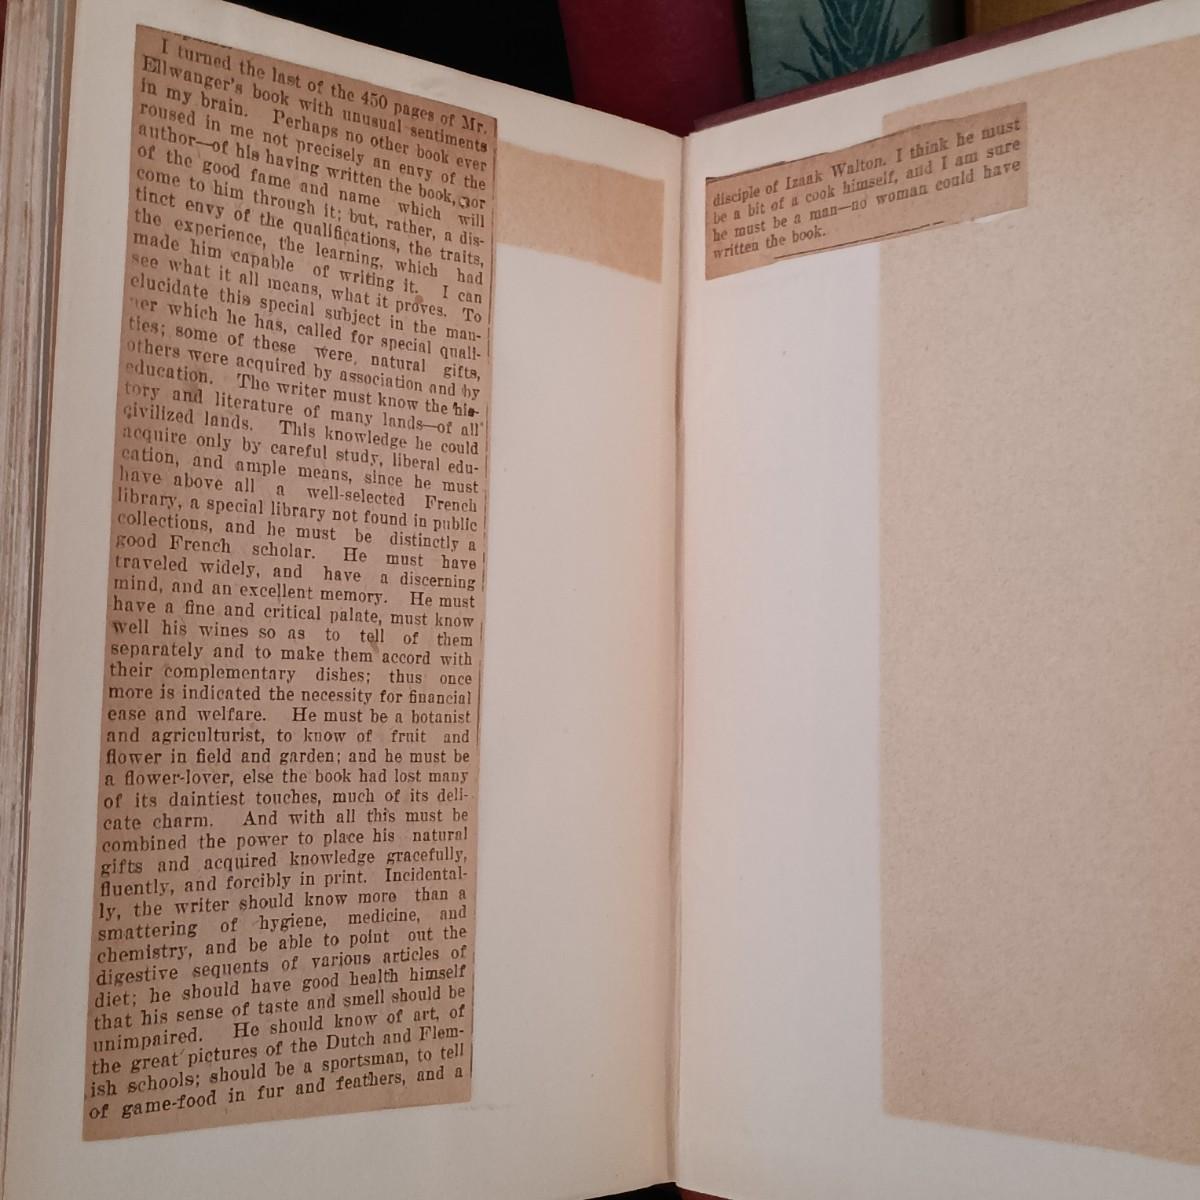 I turned the last of the 450 pages of Mr.
Ellwanger's book with unusual sentiments
in my brain. Perhaps no other book ever
roused in me not precisely an envy of the
author—of his having written the book, nor
of the good fame and name which will
come to him through it; but, rather, a dis-
tinct envy of the qualifications, the traits,
the experience, the learning, which had
made him capable of writing it. I can
see what it all means, what it proves. To
elucidate this special subject in the man-
ner which he has, called for special quali-
ties; some of these were natural gifts,
others were acquired by association and by
education. The writer must know the his-
tory and literature of many lands—of all
civilized lands. This knowledge he could
acquire only by careful study, liberal edu-
cation, and ample means, since he must
have above all a well-selected French
library, a special library not found in public
collections, and he must be distinctly a
good French scholar. He must have
traveled widely, and have a discerning
mind, and an excellent memory. He must
have a fine and critical palate, must know
well his wines so as to tell of them
separately and to make them accord with
their complementary dishes; thus once
more is indicated the necessity for financial
ease and welfare. He must be a botanist
and agriculturist, to know of fruit and
flower in field and garden; and he must be
a flower-lover, else the book had lost many
of its daintiest touches, much of its deli-
cate charm. And with all this must be
combined the power to place his natural
gifts and acquired knowledge gracefully,
fluently, and forcibly in print. Incidental-
ly, the writer should know more than a
smattering of hygiene, medicine, and
chemistry, and be able to point out the
digestive sequents of various articles of
diet; he should have good health himself
that his sense of taste and smell should be
unimpaired. He should know of art, of
the great pictures of the Dutch and Flem-
ish schools; should be a sportsman, to tell
of game-food in fur and feathers, and a
disciple of Izaak Walton. I think he must
be a bit of a cook himself, and I am sure
he must be a man—no woman could have
written the book.